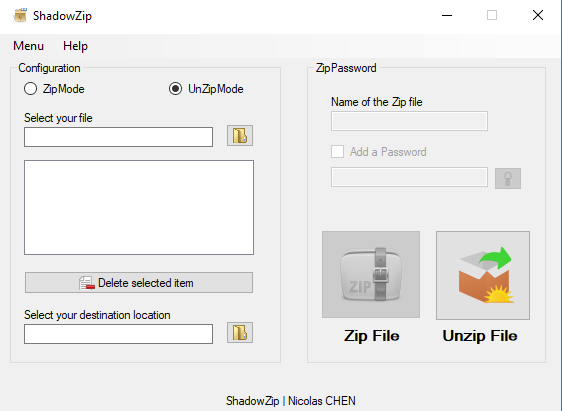 ShadowZip
Menu Help
Configuration
ZipMode UnZipMode
Select your file
Delete selected item
Select your destination location
ZipPassword
Name of the Zip file
Add a Password
ZIP
Zip File Unzip File
ShadowZip | Nicolas CHEN